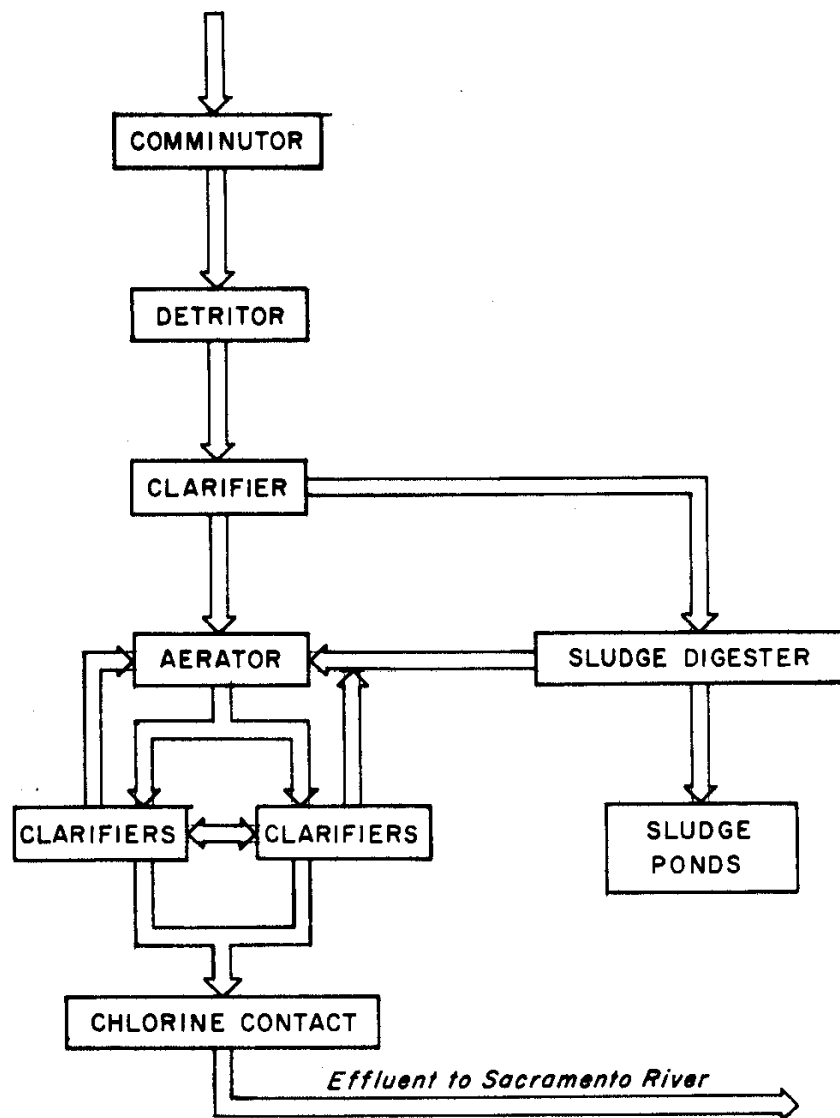 COMMINUTOR
DETRITOR
CLARIFIER
AERATOR
SLUDGE DIGESTER
CLARIFIERS
CLARIFIERS
SLUDGE
PONDS
CHLORINE CONTACT
Effluent to Sacramento River